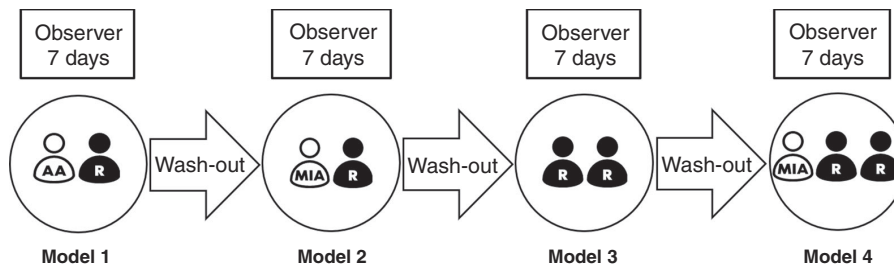 Observer
7 days
Observer
7 days
Observer
7 days
Observer
7 days
AA
R
Wash-out
MIA
R
Wash-out
R
R
Wash-out
MIA
R
R
Model 1
Model 2
Model 3
Model 4